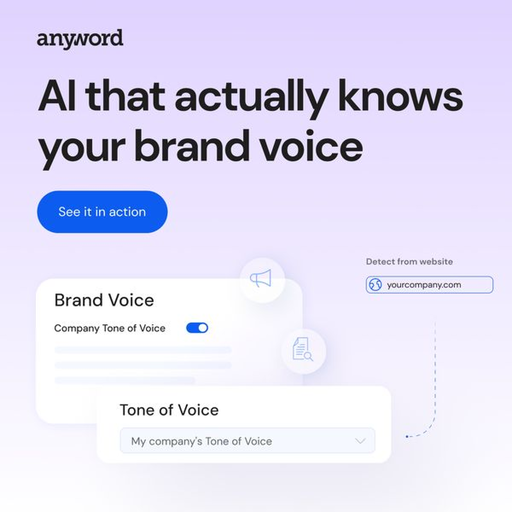 anyword
AI that actually knows
your brand voice
See it in action
Detect from website
yourcompany.com
Brand Voice
Company Tone of Voice
Tone of Voice
My company's Tone of Voice